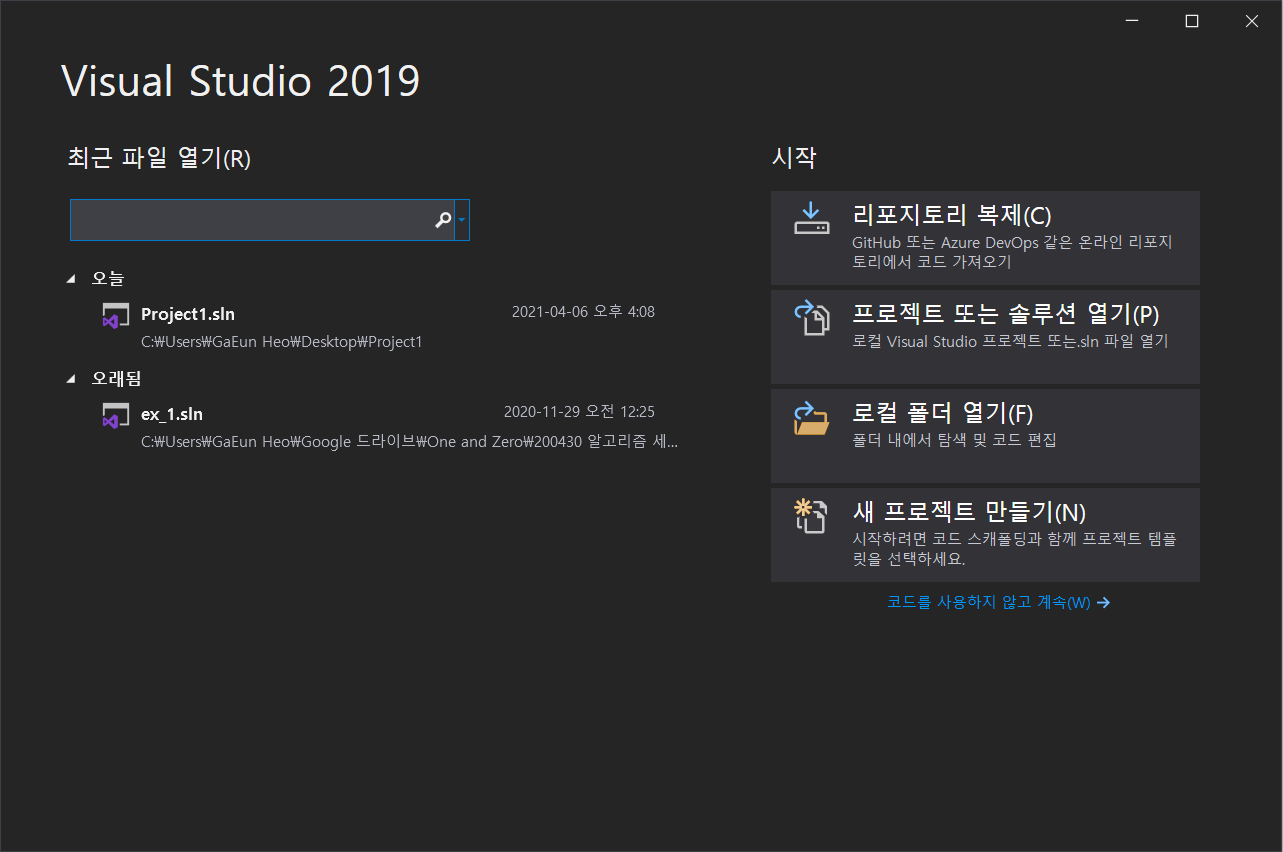 Visual Studio 2019
최근 파일 열기(R)
오늘
Project1.sln 2021-04-06 오후 4:08
C:₩Users₩GaEun Heo₩Desktop₩Project1
오래됨
ex_1.sln 2020-11-29 오전 12:25
C:₩Users₩GaEun Heo₩Google 드라이브₩One and Zero₩200430 알고리즘 세...
시작
리포지토리 복제(C)
GitHub 또는 Azure DevOps 같은 온라인 리포지
토리에서 코드 가져오기
프로젝트 또는 솔루션 열기(P)
로컬 Visual Studio 프로젝트 또는.sln 파일 열기
로컬 폴더 열기(F)
폴더 내에서 탐색 및 코드 편집
새 프로젝트 만들기(N)
시작하려면 코드 스캐폴딩과 함께 프로젝트 템플
릿을 선택하세요.
코드를 사용하지 않고 계속(W) →